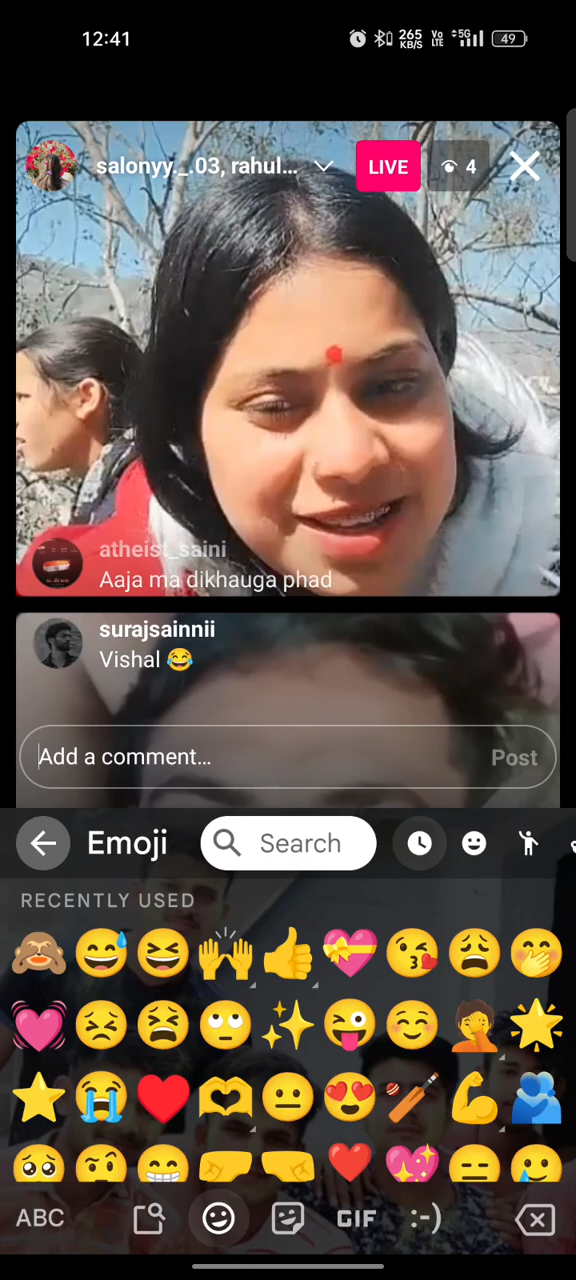 12:41
265
KB/S
Vo
LTE
5G
49
salonyy._.03, rahul...
LIVE
4
atheist_saini
Aaja ma dikhauga phad
surajsainnii
Vishal 😂
Add a comment...
Post
Emoji
Search
RECENTLY USED
ABC
GIF
:-)